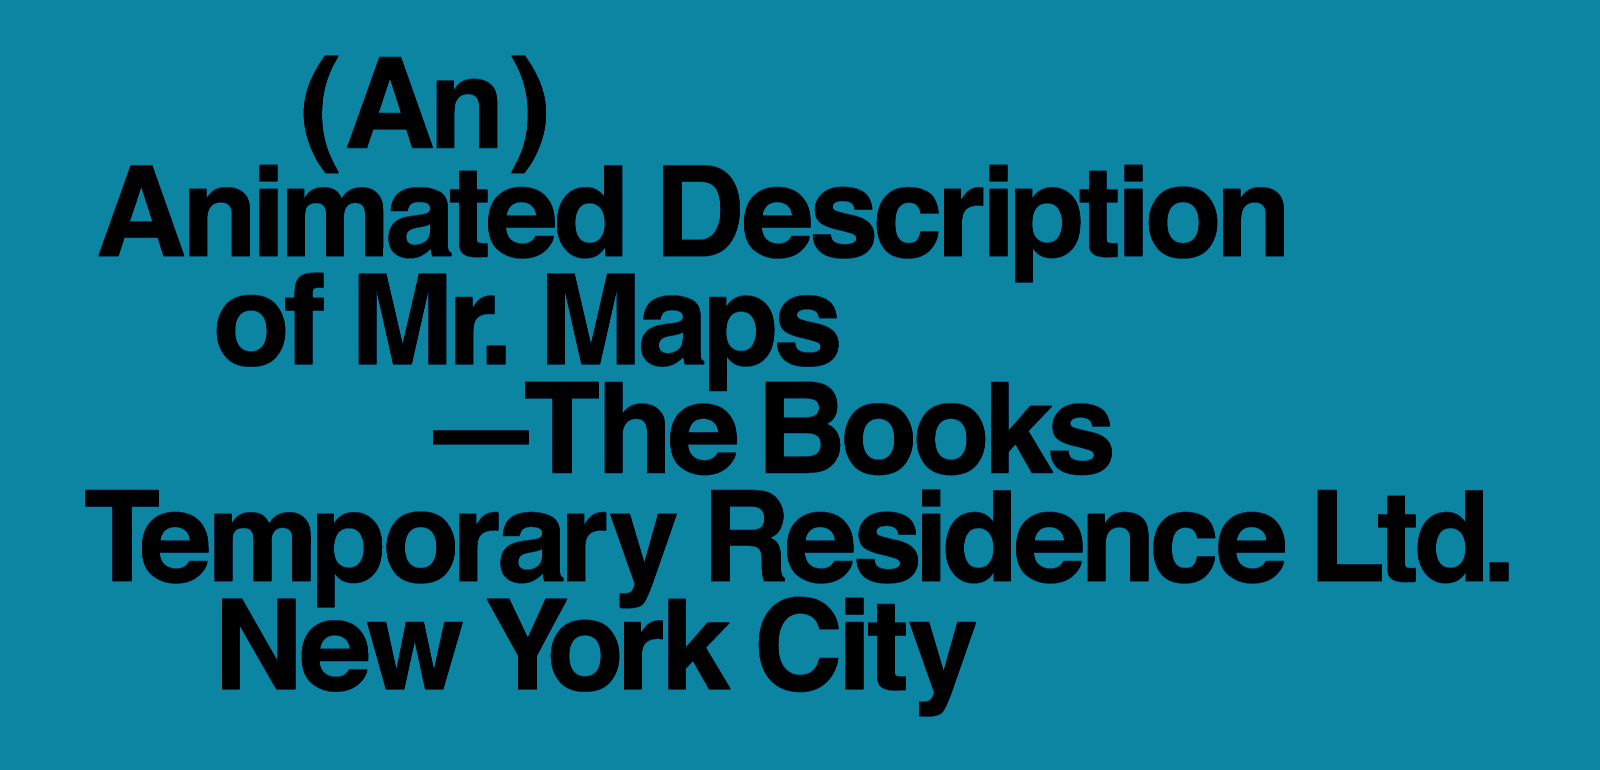 (An)
Animated Description
of Mr. Maps
—The Books
Temporary Residence Ltd.
New York City